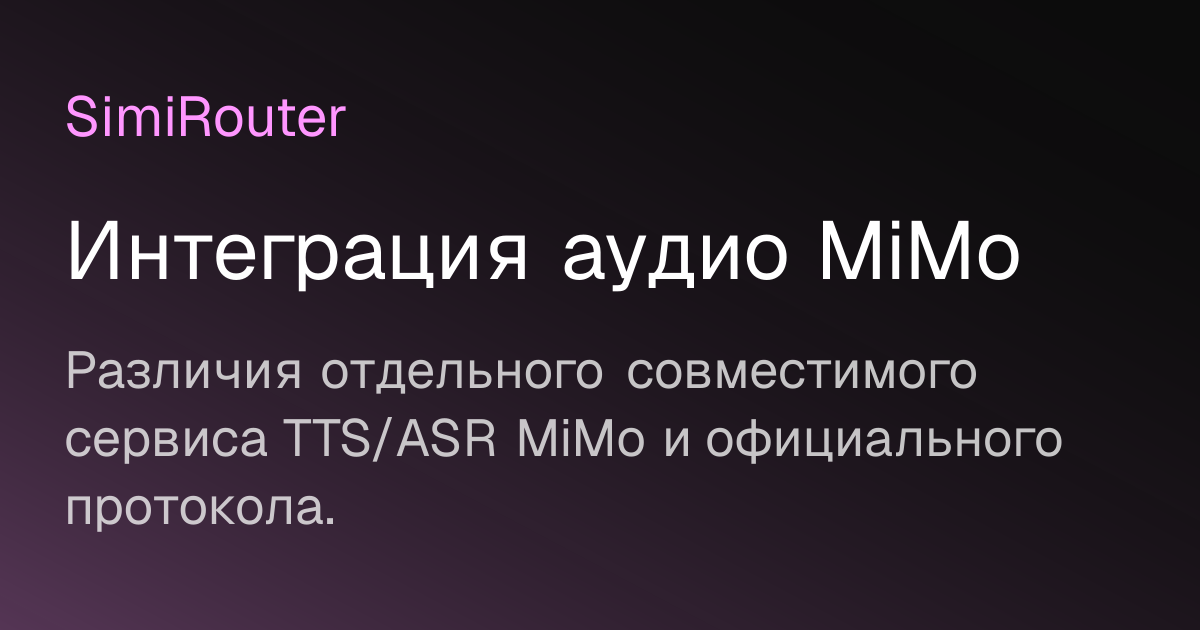 SimiRouter
Интеграция аудио MiMo
Различия отдельного совместимого
сервиса TTS/ASR MiMo и официального
протокола.